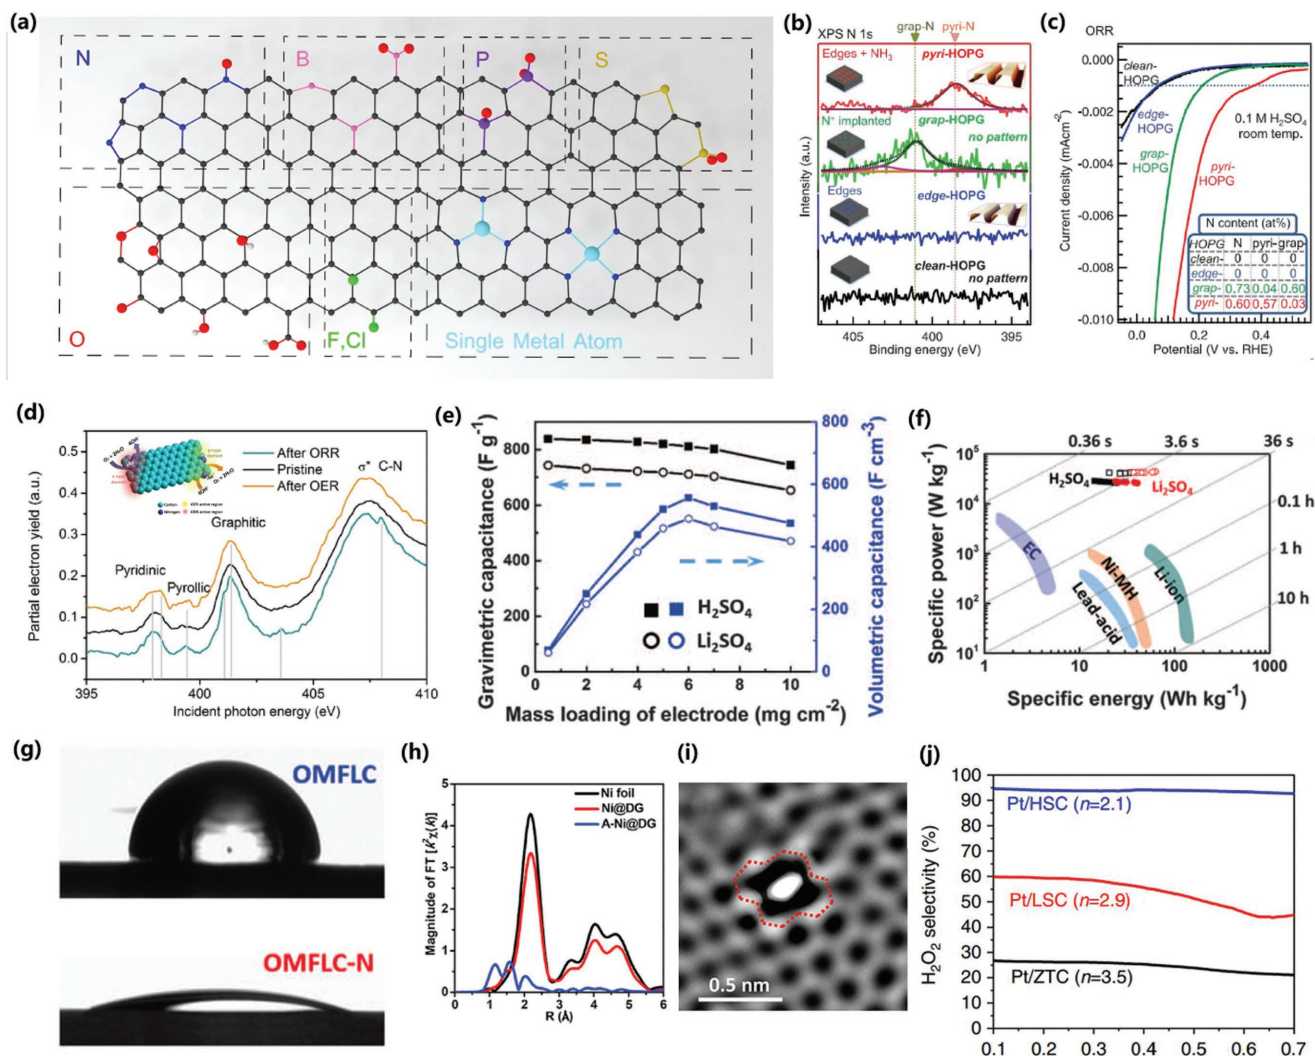 (a)
N
B
P
S
O
F,Cl
Single Metal Atom
(b)
XPS N 1s
grap-N
pyri-N
Edges + NH3
pyri-HOPG
N+ implanted
grap-HOPG
no pattern
Edges
edge-HOPG
clean-HOPG
no pattern
Intensity (a.u.)
405 400 395
Binding energy (eV)
(c)
ORR
0.000
-0.002
-0.004
-0.006
-0.008
-0.010
Current density (mAcm-2)
clean-
HOPG
edge-
HOPG
grap-
HOPG
pyri-
HOPG
0.1 M H2SO4
room temp.
N content (at%)
HOPG N pyri- grap
clean- 0 0 0
edge- 0 0 0
grap- 0.73 0.04 0.60
pyri- 0.60 0.57 0.03
0.0 0.2 0.4
Potential (V vs. RHE)
(d)
0.5
0.4
0.3
0.2
0.1
0.0
Partial electron yield (a.u.)
After ORR
Pristine
After OER
σ* C-N
Graphitic
Pyridinic
Pyrollic
395 400 405 410
Incident photon energy (eV)
(e)
800
600
400
200
0
Gravimetric capacitance (F g-1)
H2SO4
Li2SO4
800
600
400
200
0
Volumetric capacitance (F cm-3)
0 2 4 6 8 10
Mass loading of electrode (mg cm-2)
(f)
0.36 s 3.6 s 36 s
0.1 h
1 h
10 h
10^5
10^4
10^3
10^2
10^1
Specific power (W kg-1)
H2SO4
Li2SO4
EC
Ni-MH
Lead-acid
Li-ion
1 10 100 1000
Specific energy (Wh kg-1)
(g)
OMFLC
OMFLC-N
(h)
5
4
3
2
1
0
Magnitude of FT [k2χ(k)]
Ni foil
Ni@DG
A-Ni@DG
0 1 2 3 4 5 6
R (Å)
(i)
0.5 nm
(j)
100
90
80
70
60
50
40
30
20
10
0
H2O2 selectivity (%)
Pt/HSC (n=2.1)
Pt/LSC (n=2.9)
Pt/ZTC (n=3.5)
0.1 0.2 0.3 0.4 0.5 0.6 0.7